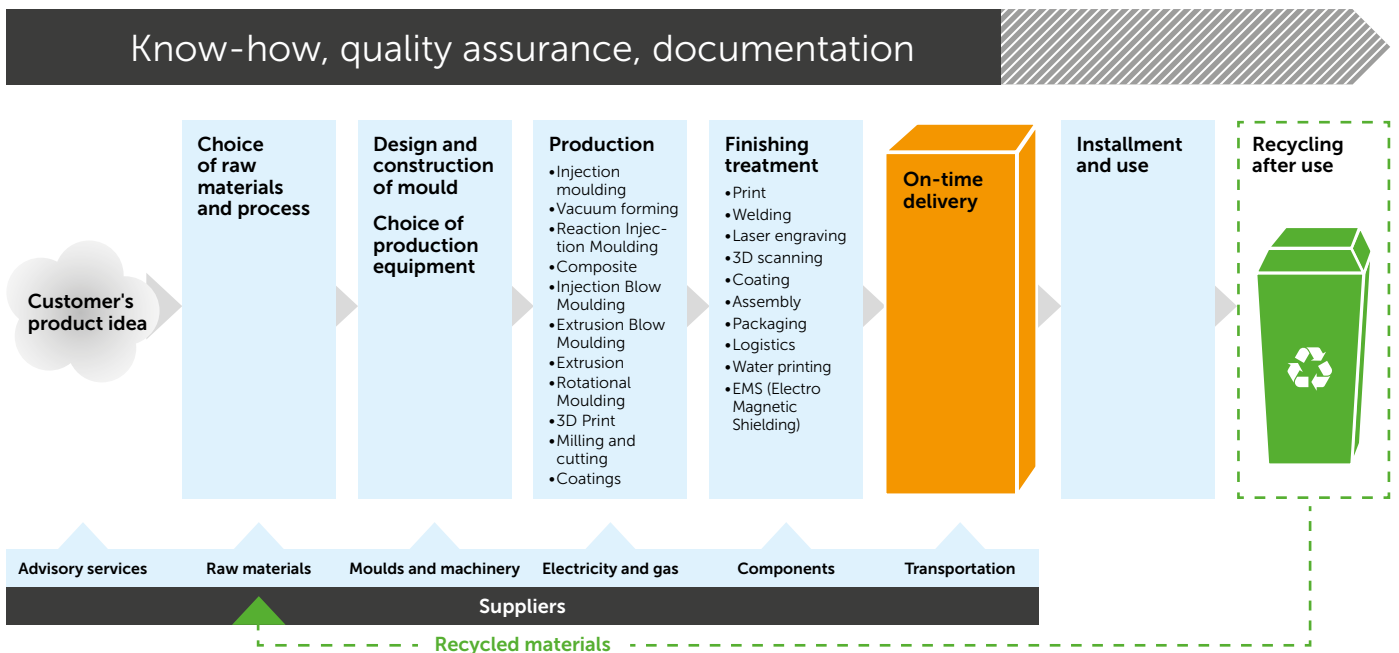 Know-how, quality assurance, documentation
Customer's
product idea
Choice
of raw
materials
and process
Design and
construction
of mould
Choice of
production
equipment
Production
•Injection
moulding
•Vacuum forming
•Reaction Injec-
tion Moulding
•Composite
•Injection Blow
Moulding
•Extrusion Blow
Moulding
•Extrusion
•Rotational
Moulding
•3D Print
•Milling and
cutting
•Coatings
Finishing
treatment
•Print
•Welding
•Laser engraving
•3D scanning
•Coating
•Assembly
•Packaging
•Logistics
•Water printing
•EMS (Electro
Magnetic
Shielding)
On-time
delivery
Installment
and use
Recycling
after use
Advisory services
Raw materials
Moulds and machinery
Electricity and gas
Components
Transportation
Suppliers
Recycled materials